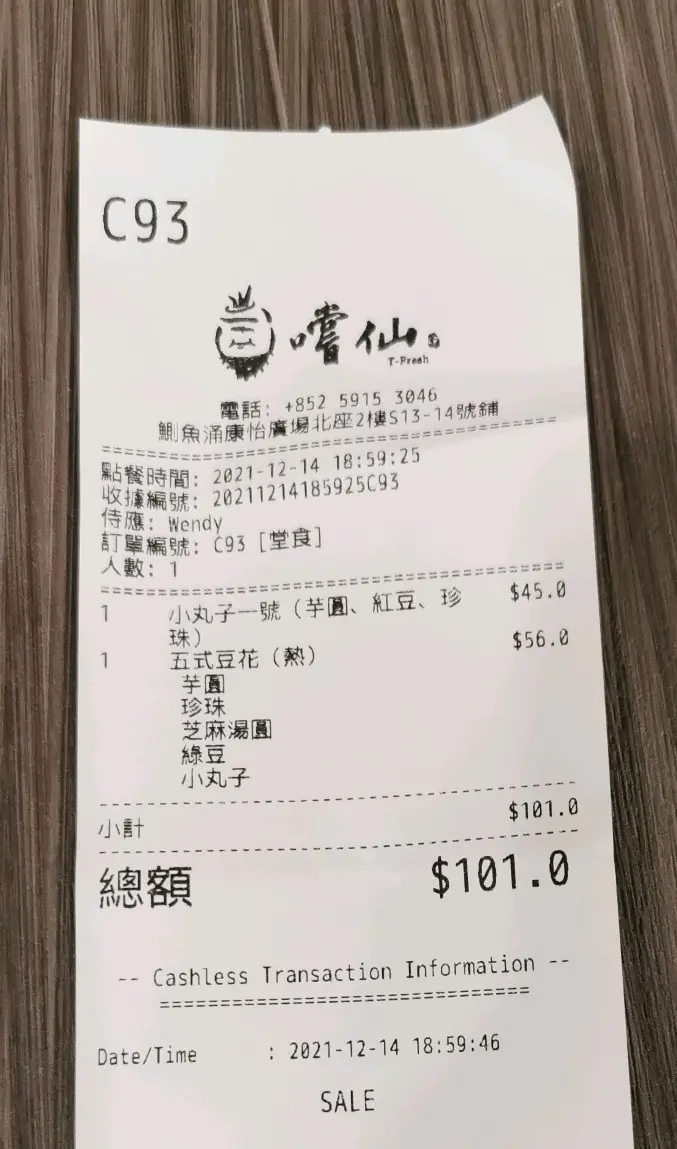 C93
嚐仙
T-Fresh
電話: +852 5915 3046
鰂魚涌康怡廣場北座2樓S13-14號鋪
點餐時間: 2021-12-14 18:59:25
收據編號: 20211214185925C93
侍應: Wendy
訂單編號: C93 [堂食]
人數: 1
1 小丸子一號（芋圓、紅豆、珍 $45.0
珠）
1 五式豆花（熱） $56.0
芋圓
珍珠
芝麻湯圓
綠豆
小丸子
小計 $101.0
總額 $101.0
-- Cashless Transaction Information --
Date/Time : 2021-12-14 18:59:46
SALE